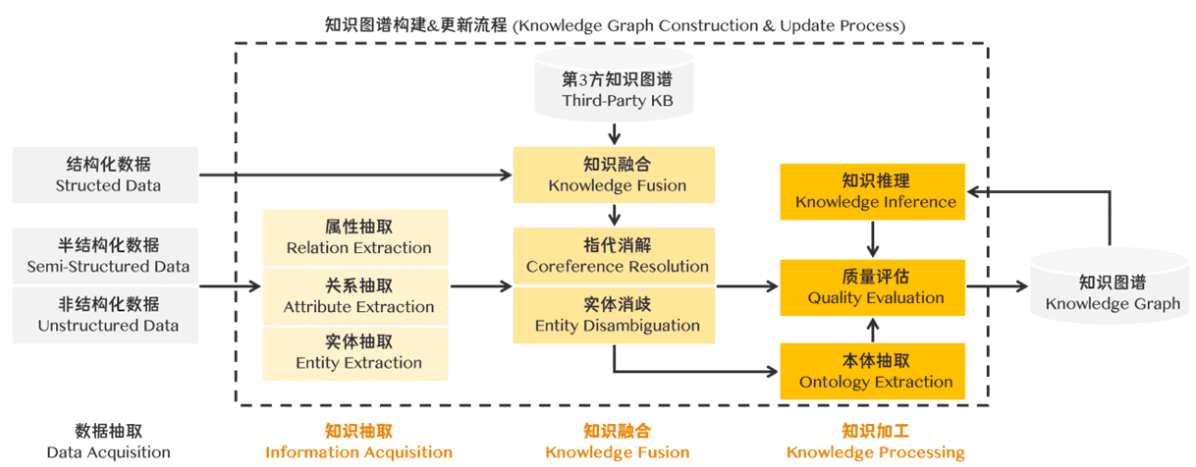 知识图谱构建&更新流程 (Knowledge Graph Construction & Update Process)
第3方知识图谱
Third-Party KB
结构化数据
Structed Data
知识融合
Knowledge Fusion
知识推理
Knowledge Inference
属性抽取
Relation Extraction
半结构化数据
Semi-Structured Data
指代消解
Coreference Resolution
关系抽取
Attribute Extraction
质量评估
Quality Evaluation
知识图谱
Knowledge Graph
非结构化数据
Unstructured Data
实体消歧
Entity Disambiguation
实体抽取
Entity Extraction
本体抽取
Ontology Extraction
数据抽取
Data Acquisition
知识抽取
Information Acquisition
知识融合
Knowledge Fusion
知识加工
Knowledge Processing